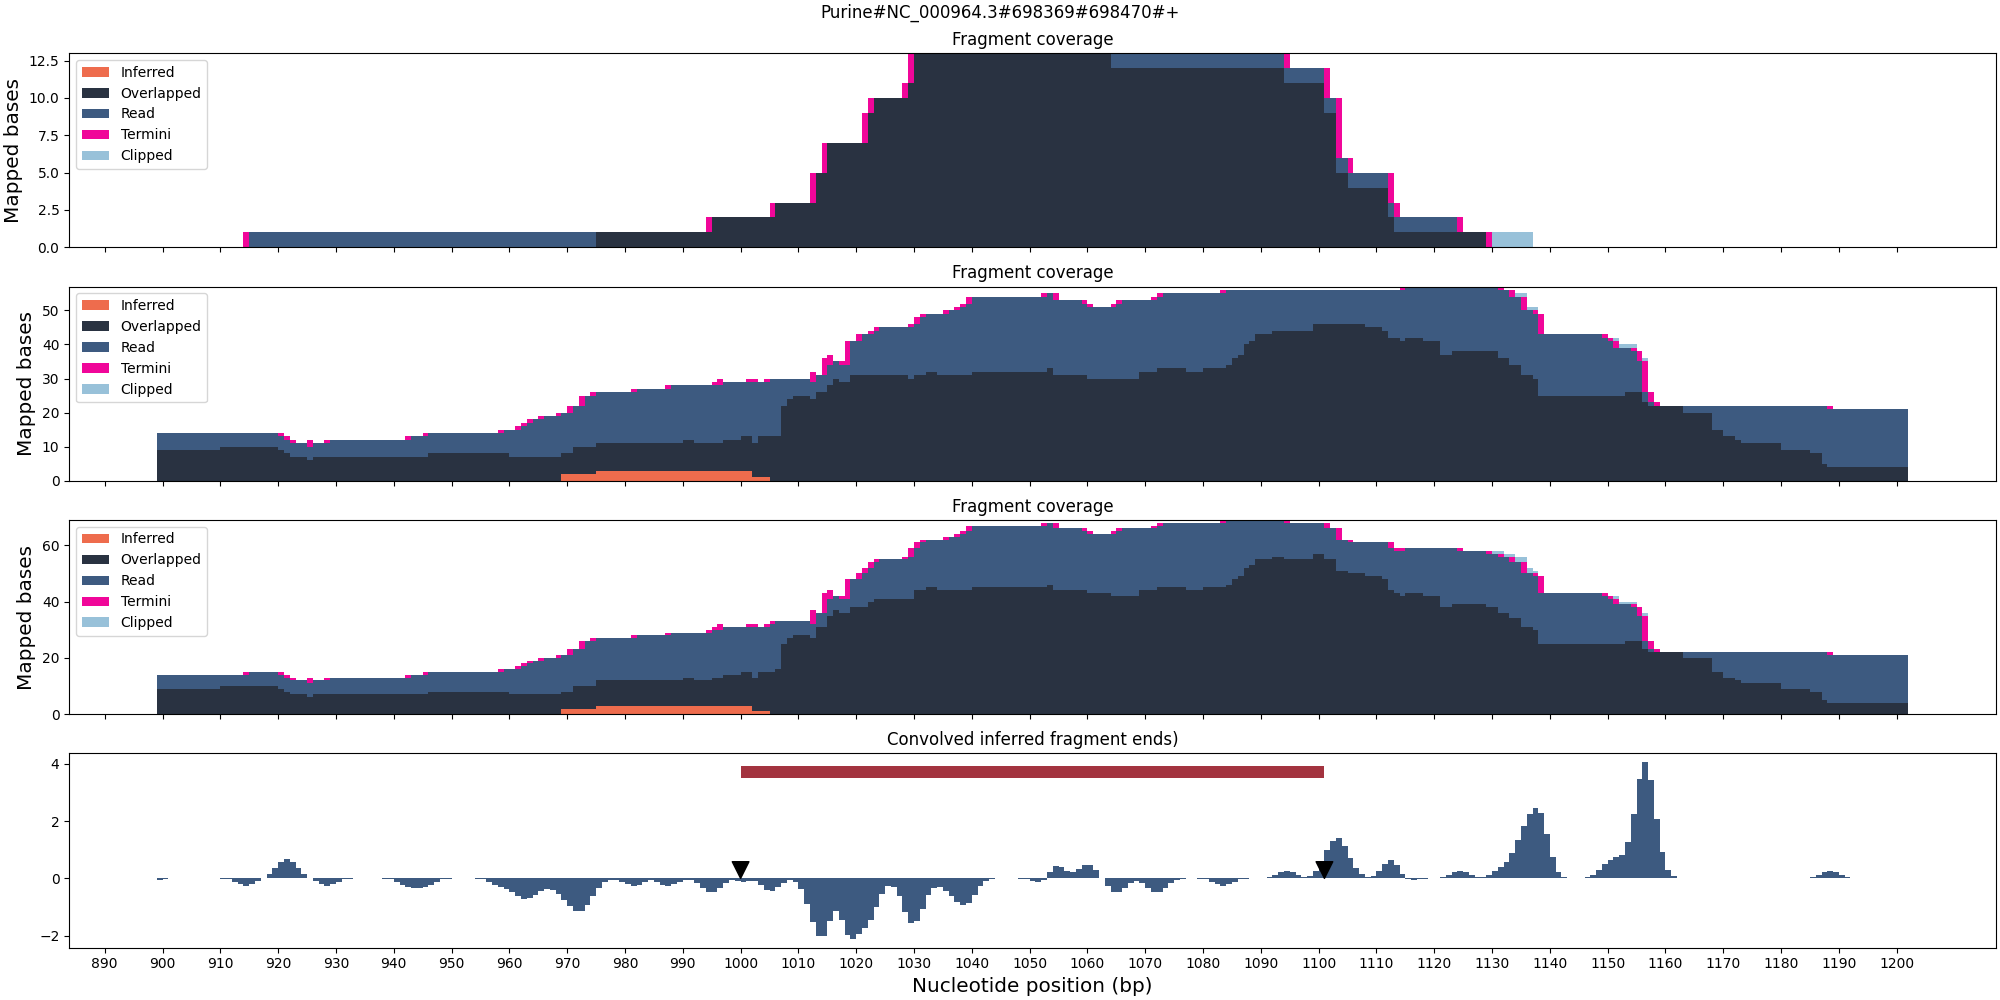 Purine#NC_000964.3#698369#698470#+
Fragment coverage
Mapped bases
12.5
10.0
7.5
5.0
2.5
0.0
Inferred
Overlapped
Read
Termini
Clipped
Fragment coverage
Mapped bases
50
40
30
20
10
0
Inferred
Overlapped
Read
Termini
Clipped
Fragment coverage
Mapped bases
60
40
20
0
Inferred
Overlapped
Read
Termini
Clipped
Convolved inferred fragment ends)
4
2
0
−2
890 900 910 920 930 940 950 960 970 980 990 1000 1010 1020 1030 1040 1050 1060 1070 1080 1090 1100 1110 1120 1130 1140 1150 1160 1170 1180 1190 1200
Nucleotide position (bp)